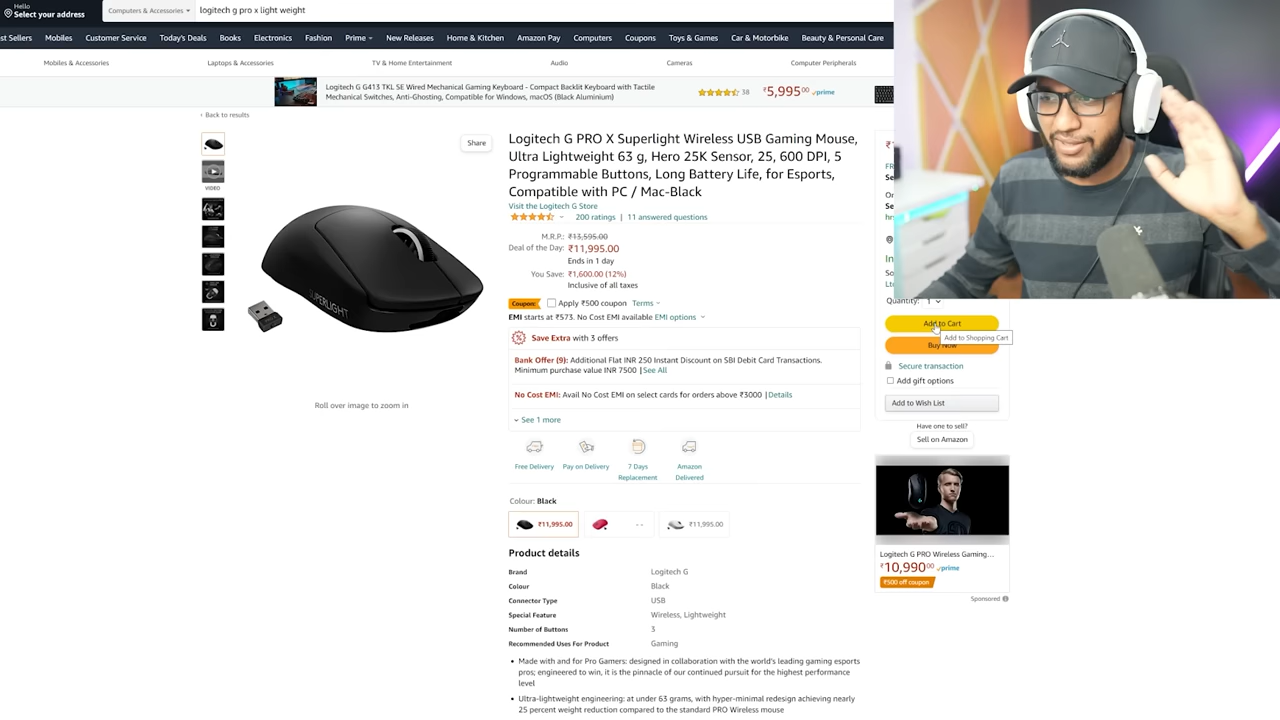 Hello
Select your address
Computers & Accessories
logitech g pro x light weight
st Sellers Mobiles Customer Service Today's Deals Books Electronics Fashion Prime New Releases Home & Kitchen Amazon Pay Computers Coupons Toys & Games Car & Motorbike Beauty & Personal Care
Mobiles & Accessories Laptops & Accessories TV & Home Entertainment Audio Cameras Computer Peripherals
Logitech G G413 TKL SE Wired Mechanical Gaming Keyboard - Compact Backlit Keyboard with Tactile
Mechanical Switches, Anti-Ghosting, Compatible for Windows, macOS (Black Aluminium)
38 ₹5,995.00 prime
‹ Back to results
Share
VIDEO
SUPERLIGHT
Roll over image to zoom in
Logitech G PRO X Superlight Wireless USB Gaming Mouse,
Ultra Lightweight 63 g, Hero 25K Sensor, 25, 600 DPI, 5
Programmable Buttons, Long Battery Life, for Esports,
Compatible with PC / Mac-Black
Visit the Logitech G Store
200 ratings | 11 answered questions
M.R.P.: ₹13,595.00
Deal of the Day: ₹11,995.00
Ends in 1 day
You Save: ₹1,600.00 (12%)
Inclusive of all taxes
Coupon: Apply ₹500 coupon Terms
EMI starts at ₹573. No Cost EMI available EMI options
Save Extra with 3 offers
Bank Offer (9): Additional Flat INR 250 Instant Discount on SBI Debit Card Transactions.
Minimum purchase value INR 7500 |See All
No Cost EMI: Avail No Cost EMI on select cards for orders above ₹3000 |Details
See 1 more
Free Delivery Pay on Delivery 7 Days Amazon
Replacement Delivered
Colour: Black
₹11,995.00 -- ₹11,995.00
Product details
Brand Logitech G
Colour Black
Connector Type USB
Special Feature Wireless, Lightweight
Number of Buttons 3
Recommended Uses For Product Gaming
• Made with and for Pro Gamers: designed in collaboration with the world's leading gaming esports
pros; engineered to win, it is the pinnacle of our continued pursuit for the highest performance
level
• Ultra-lightweight engineering: at under 63 grams, with hyper-minimal redesign achieving nearly
25 percent weight reduction compared to the standard PRO Wireless mouse
Quantity: 1
Add to Cart
Add to Shopping Cart
Buy Now
Secure transaction
Add gift options
Add to Wish List
Have one to sell?
Sell on Amazon
Logitech G PRO Wireless Gaming...
₹10,990.00 prime
₹500 off coupon
Sponsored